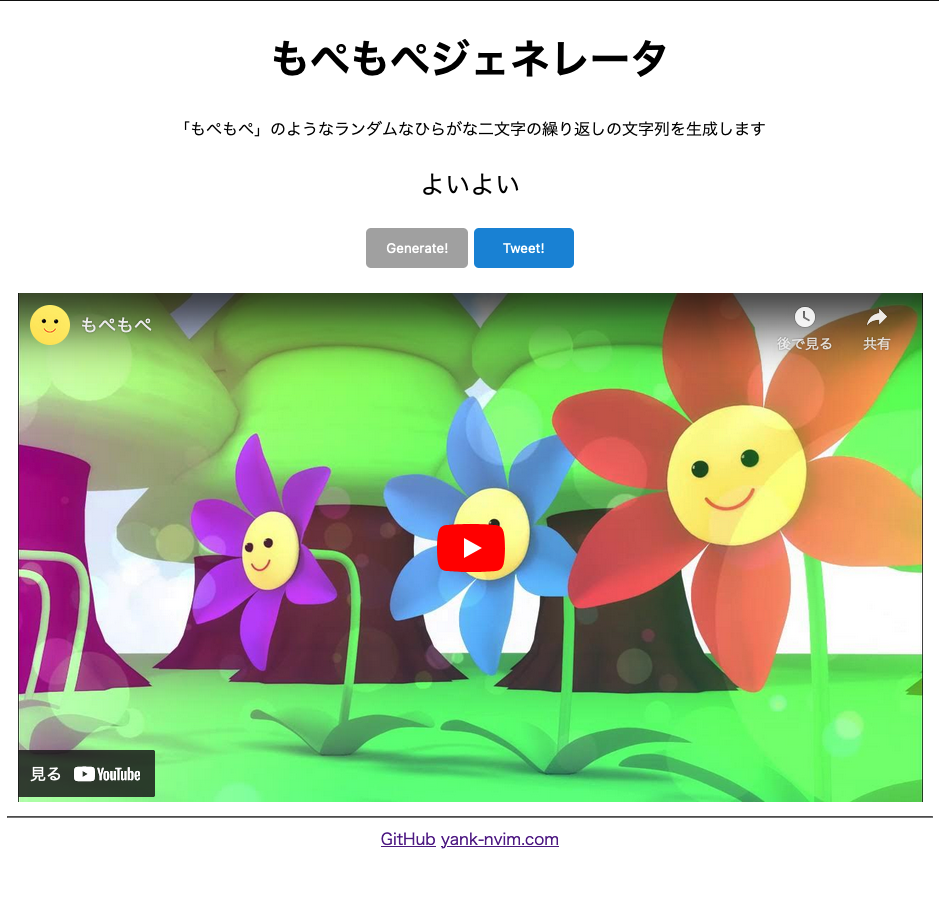 もぺもぺジェネレータ
「もぺもぺ」のようなランダムなひらがな二文字の繰り返しの文字列を生成します
よいよい
Generate! Tweet!
もぺもぺ
後で見る 共有
見る YouTube
GitHub yank-nvim.com